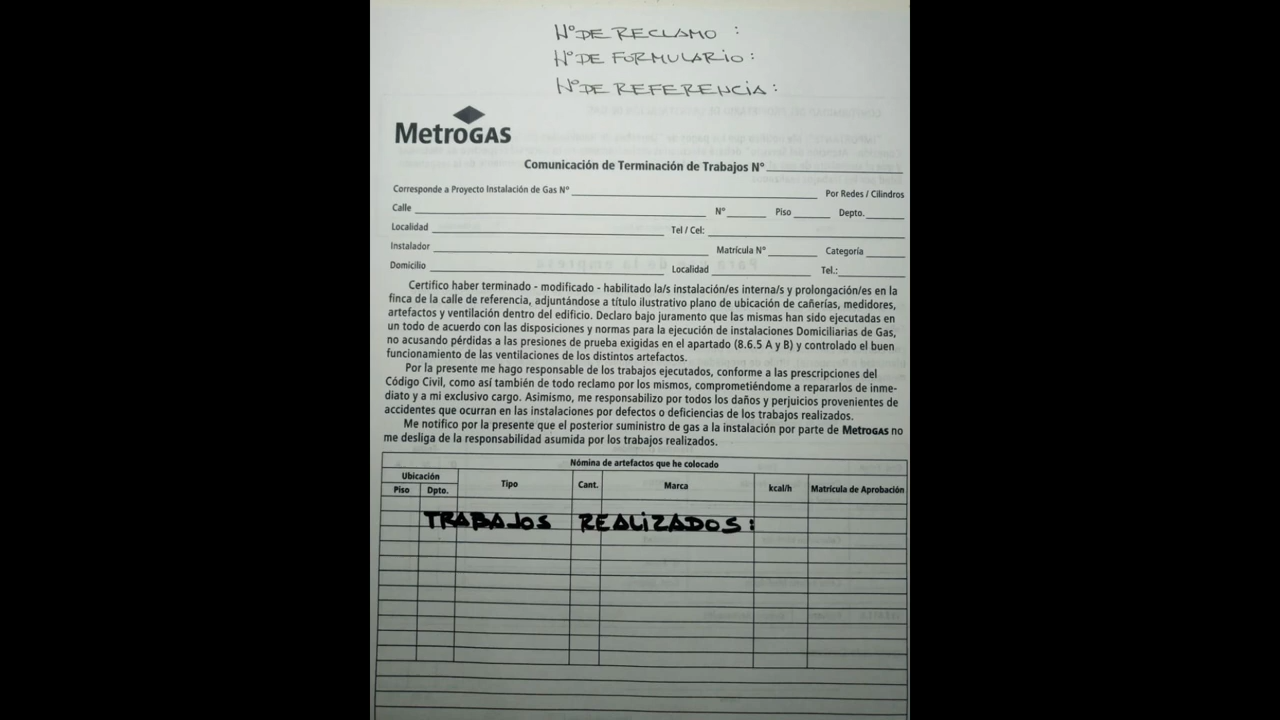 N° DE RECLAMO :
N° DE FORMULARIO :
N° DE REFERENCIA :
MetroGAS
Comunicación de Terminación de Trabajos N°
Corresponde a Proyecto Instalación de Gas N° Por Redes / Cilindros
Calle N° Piso Depto.
Localidad Tel / Cel:
Instalador Matrícula N° Categoría
Domicilio Localidad Tel.:
Certifico haber terminado - modificado - habilitado la/s instalación/es interna/s y prolongación/es en la
finca de la calle de referencia, adjuntándose a título ilustrativo plano de ubicación de cañerías, medidores,
artefactos y ventilación dentro del edificio. Declaro bajo juramento que las mismas han sido ejecutadas en
un todo de acuerdo con las disposiciones y normas para la ejecución de instalaciones Domiciliarias de Gas,
no acusando pérdidas a las presiones de prueba exigidas en el apartado (8.6.5 A y B) y controlado el buen
funcionamiento de las ventilaciones de los distintos artefactos.
Por la presente me hago responsable de los trabajos ejecutados, conforme a las prescripciones del
Código Civil, como así también de todo reclamo por los mismos, comprometiéndome a repararlos de inme-
diato y a mi exclusivo cargo. Asimismo, me responsabilizo por todos los daños y perjuicios provenientes de
accidentes que ocurran en las instalaciones por defectos o deficiencias de los trabajos realizados.
Me notifico por la presente que el posterior suministro de gas a la instalación por parte de MetroGAS no
me desliga de la responsabilidad asumida por los trabajos realizados.
Nómina de artefactos que he colocado
Ubicación Tipo Cant. Marca kcal/h Matrícula de Aprobación
Piso Dpto.
TRABAJOS REALIZADOS: